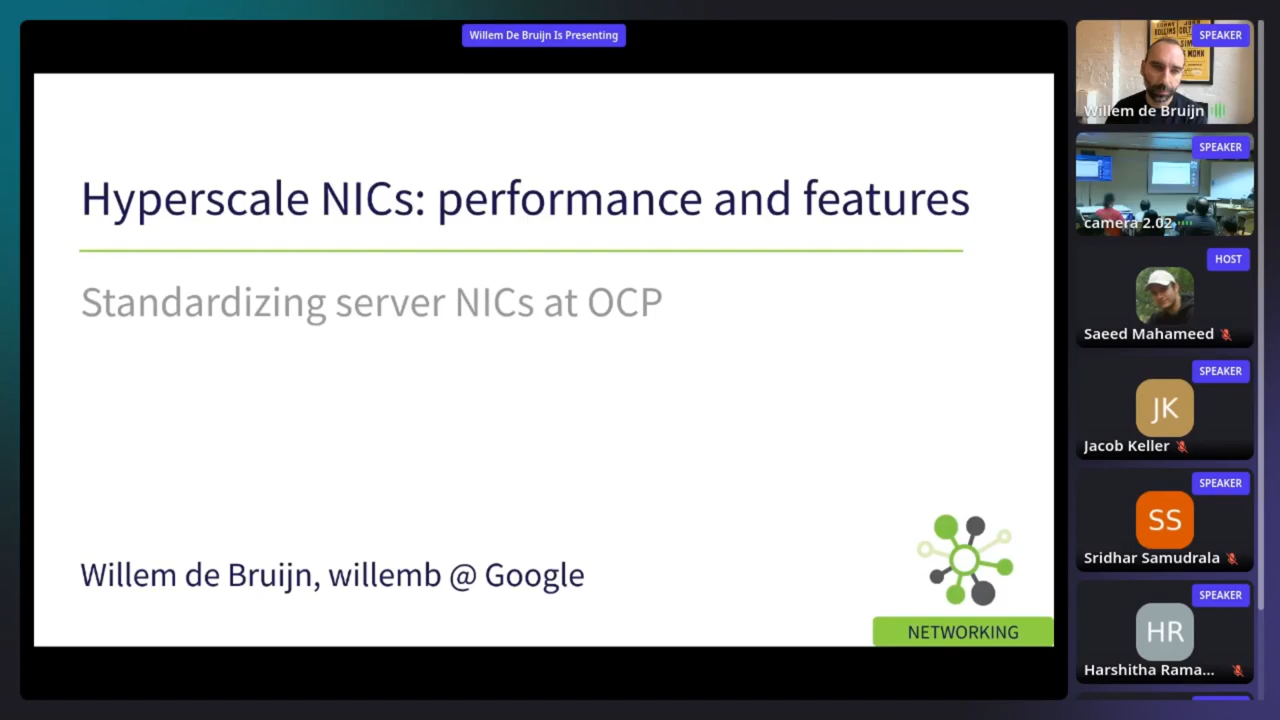 Willem De Bruijn Is Presenting
Hyperscale NICs: performance and features
Standardizing server NICs at OCP
Willem de Bruijn, willemb @ Google
NETWORKING
SPEAKER
Willem de Bruijn
SPEAKER
camera 2.02
HOST
Saeed Mahameed
SPEAKER
JK
Jacob Keller
SPEAKER
SS
Sridhar Samudrala
SPEAKER
HR
Harshitha Rama...